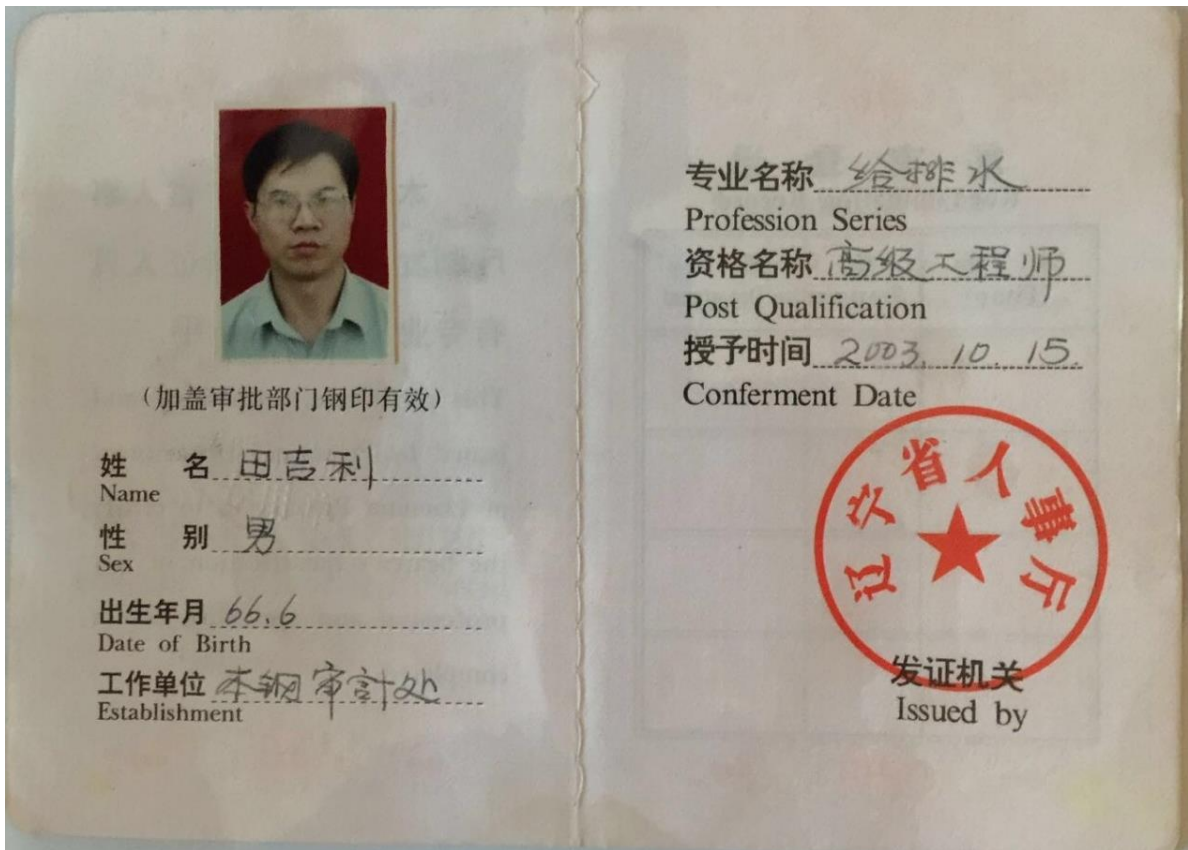 (加盖审批部门钢印有效)
姓 名 田吉利
Name
性 别 男
Sex
出生年月 66.6
Date of Birth
工作单位 本钢审计处
Establishment
专业名称 给排水
Profession Series
资格名称 高级工程师
Post Qualification
授予时间 2003. 10. 15.
Conferment Date
辽宁省人事厅
发证机关
Issued by